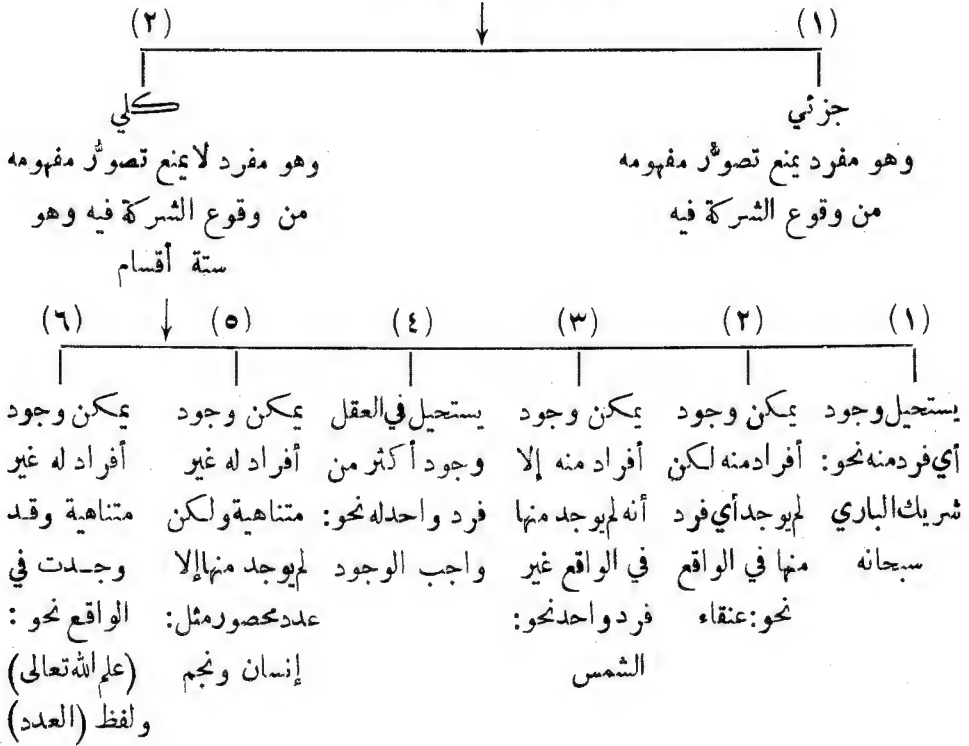 (١) (٢)
جزئي
وهو مفرد يمنع تصوُّر مفهومه
من وقوع الشركة فيه
كلي
وهو مفرد لا يمنع تصوُّر مفهومه
من وقوع الشركة فيه وهو
ستة أقسام
(١) (٢) (٣) (٤) (٥) (٦)
يستحيل وجود
أي فرد منه نحو:
شريك الباري
سبحانه
يمكن وجود
أفراد منه لكن
لم يوجد أي فرد
منها في الواقع
نحو: عنقاء
يمكن وجود
أفراد منه إلا
أنه لم يوجد منها
في الواقع غير
فرد واحد نحو:
الشمس
يستحيل في العقل
وجود أكثر من
فرد واحد له نحو:
واجب الوجود
يمكن وجود
أفراد له غير
متناهية ولكن
لم يوجد منها إلا
عدد محصور مثل:
إنسان ونجم
يمكن وجود
أفراد له غير
متناهية وقد
وجدت في
الواقع نحو:
(علم الله تعالى)
ولفظ (العدد)